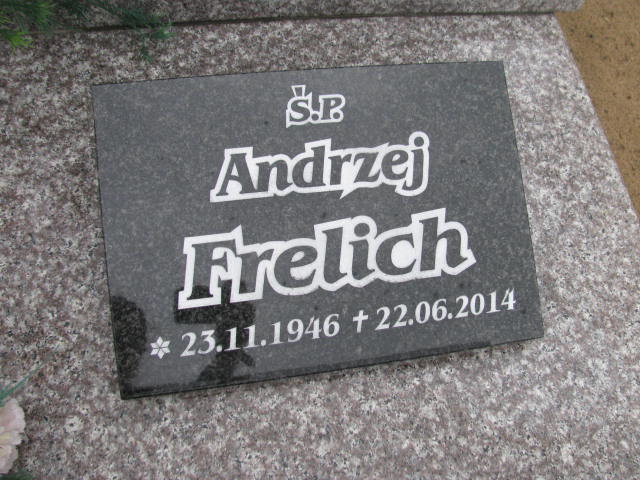 Ś.P.
Andrzej
Frelich
* 23.11.1946 † 22.06.2014